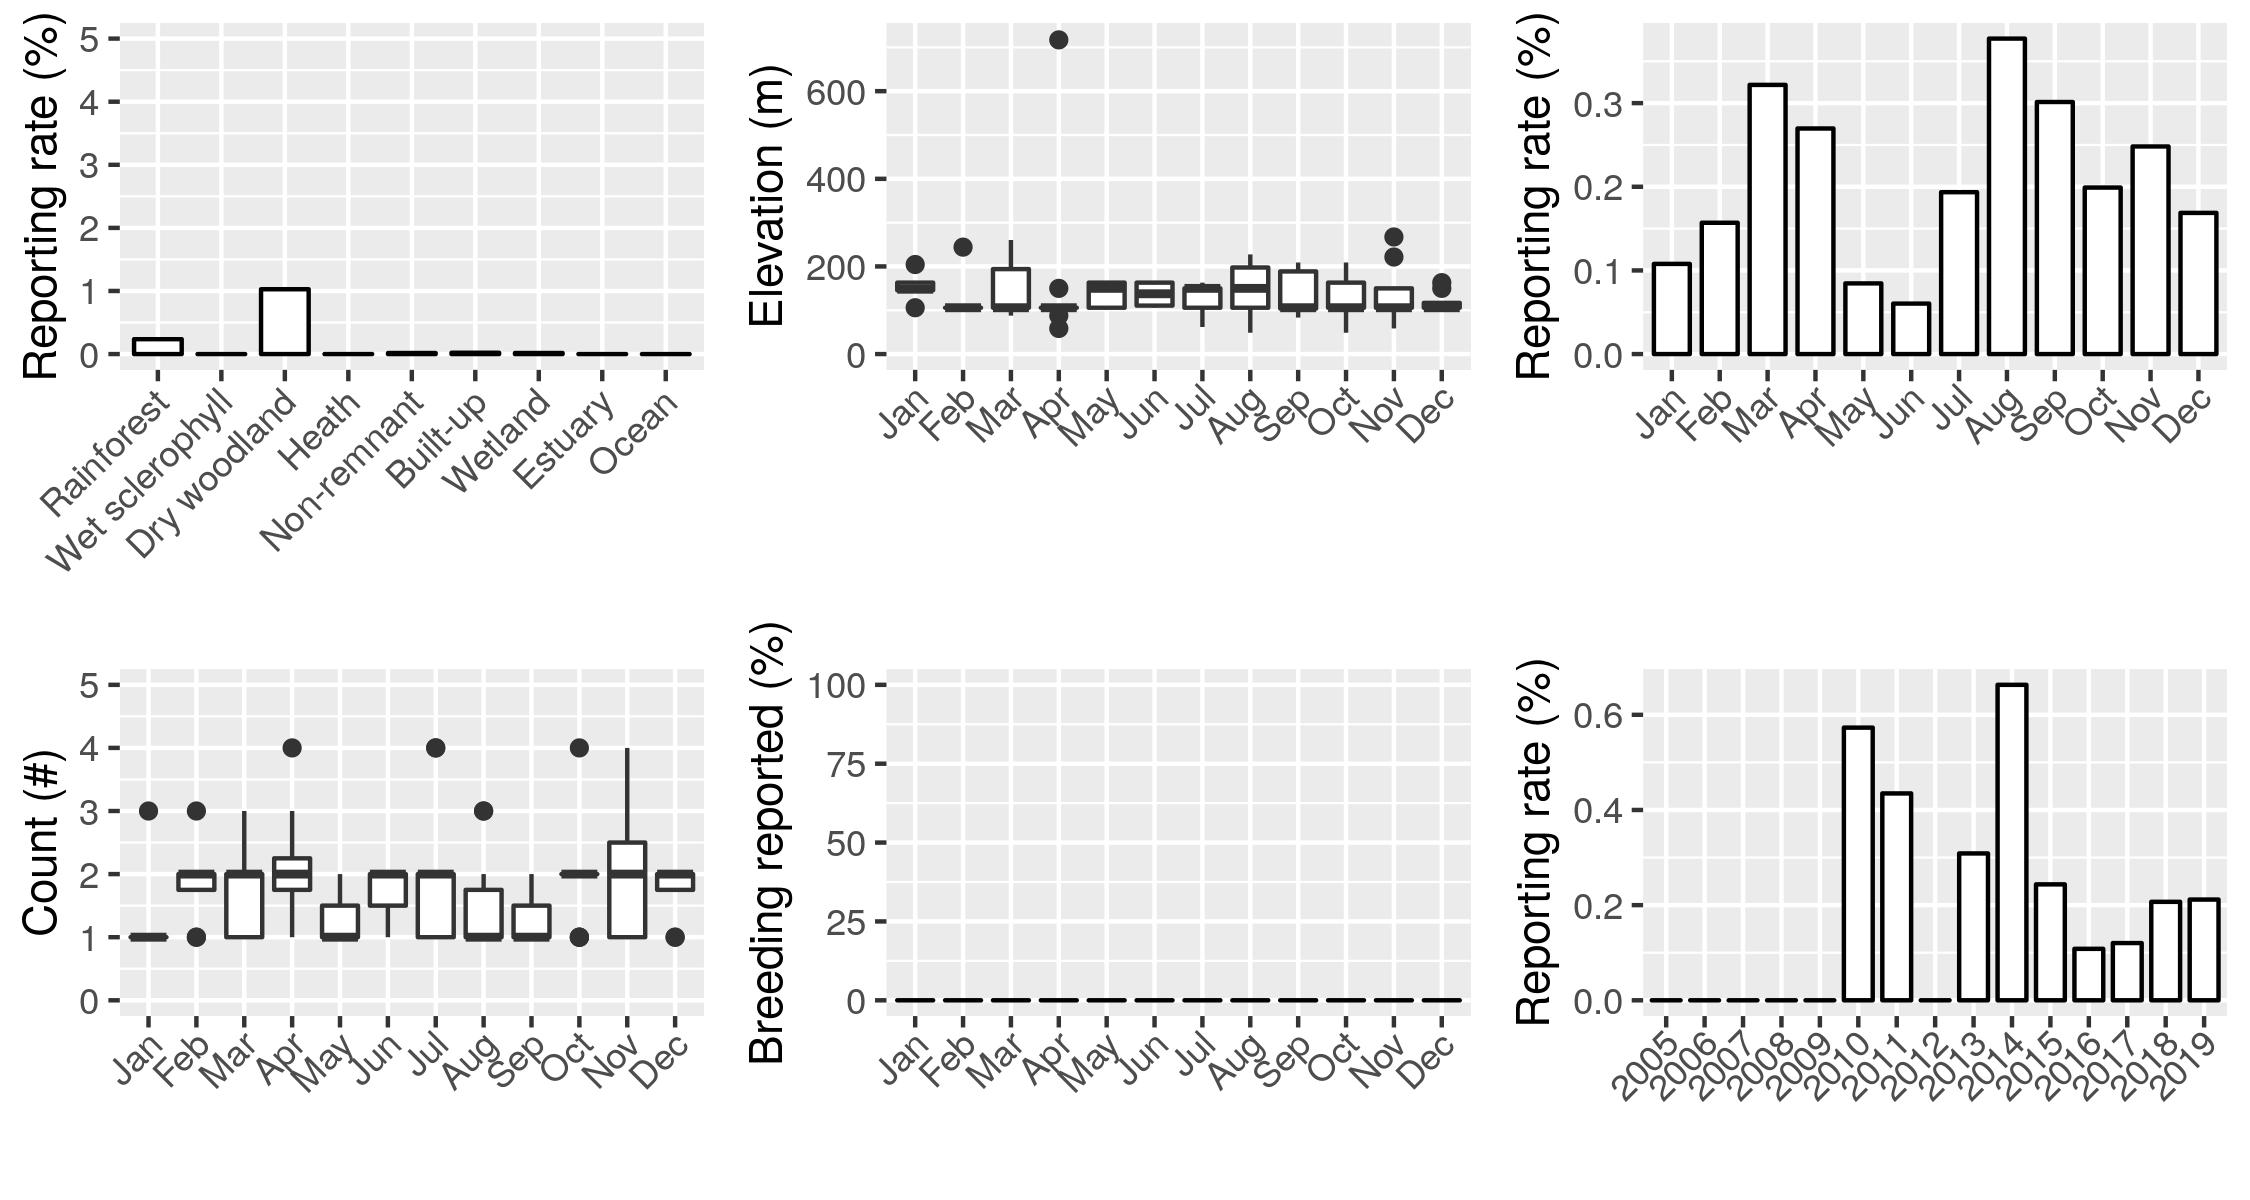 Reporting rate (%)
5
4
3
2
1
0
Rainforest
Wet sclerophyll
Dry woodland
Heath
Non-remnant
Built-up
Wetland
Estuary
Ocean
Elevation (m)
600
400
200
0
Jan
Feb
Mar
Apr
May
Jun
Jul
Aug
Sep
Oct
Nov
Dec
Reporting rate (%)
0.3
0.2
0.1
0.0
Jan
Feb
Mar
Apr
May
Jun
Jul
Aug
Sep
Oct
Nov
Dec
Count (#)
5
4
3
2
1
0
Jan
Feb
Mar
Apr
May
Jun
Jul
Aug
Sep
Oct
Nov
Dec
Breeding reported (%)
100
75
50
25
0
Jan
Feb
Mar
Apr
May
Jun
Jul
Aug
Sep
Oct
Nov
Dec
Reporting rate (%)
0.6
0.4
0.2
0.0
2005
2006
2007
2008
2009
2010
2011
2012
2013
2014
2015
2016
2017
2018
2019